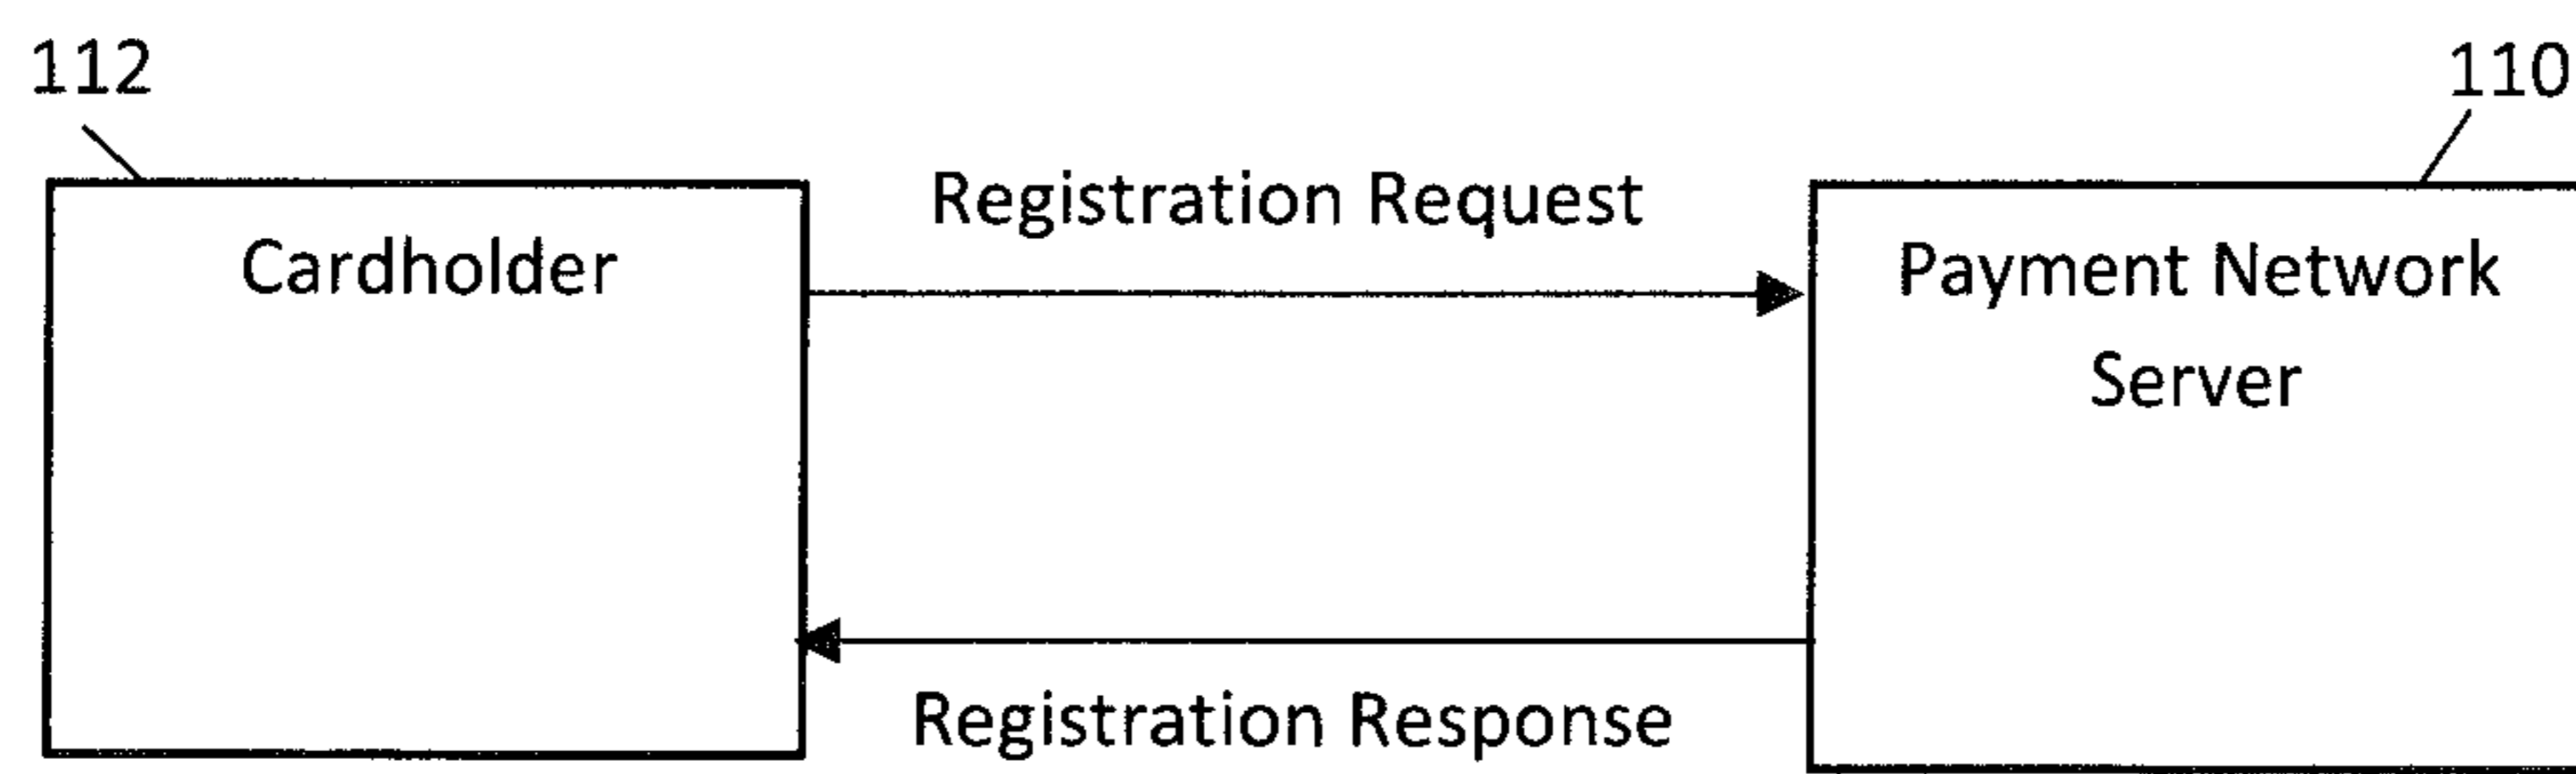 112
110
Registration Request
Cardholder
Payment Network
Server
Registration Response